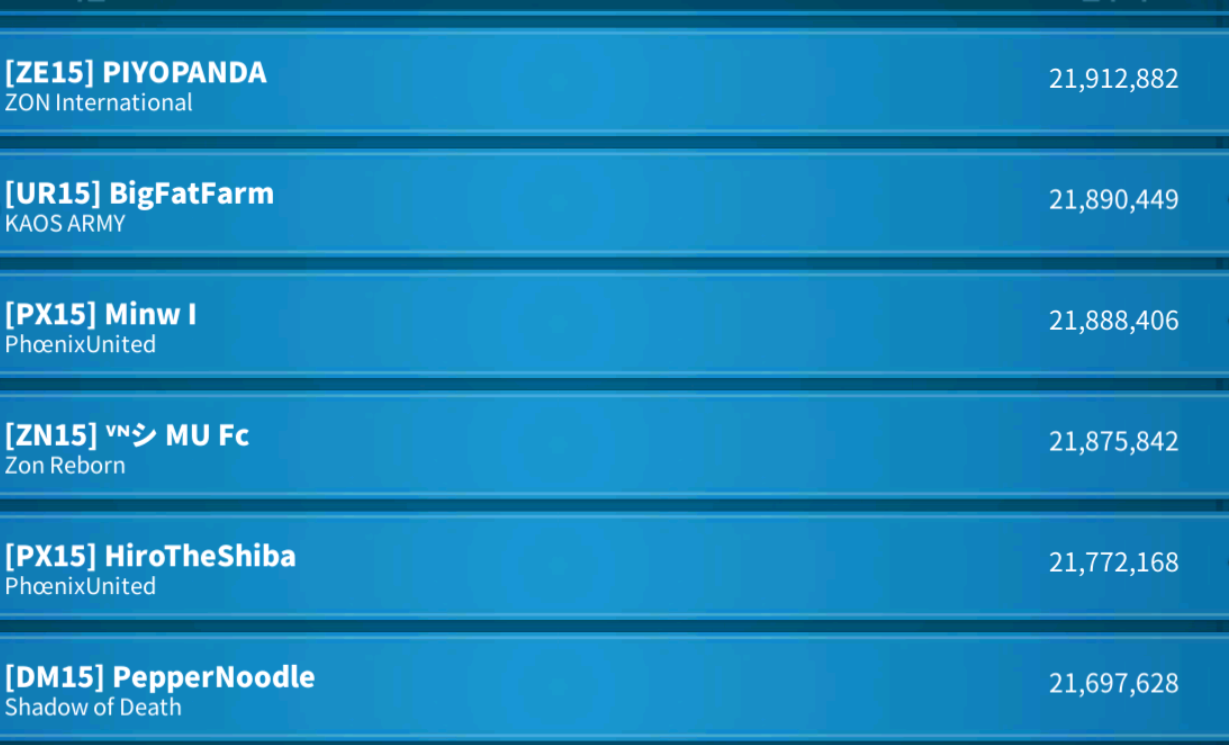 [ZE15] PIYOPANDA
ZON International
21,912,882
[UR15] BigFatFarm
KAOS ARMY
21,890,449
[PX15] Minw I
PhœnixUnited
21,888,406
[ZN15] ᵛᴺシ MU Fc
Zon Reborn
21,875,842
[PX15] HiroTheShiba
PhœnixUnited
21,772,168
[DM15] PepperNoodle
Shadow of Death
21,697,628